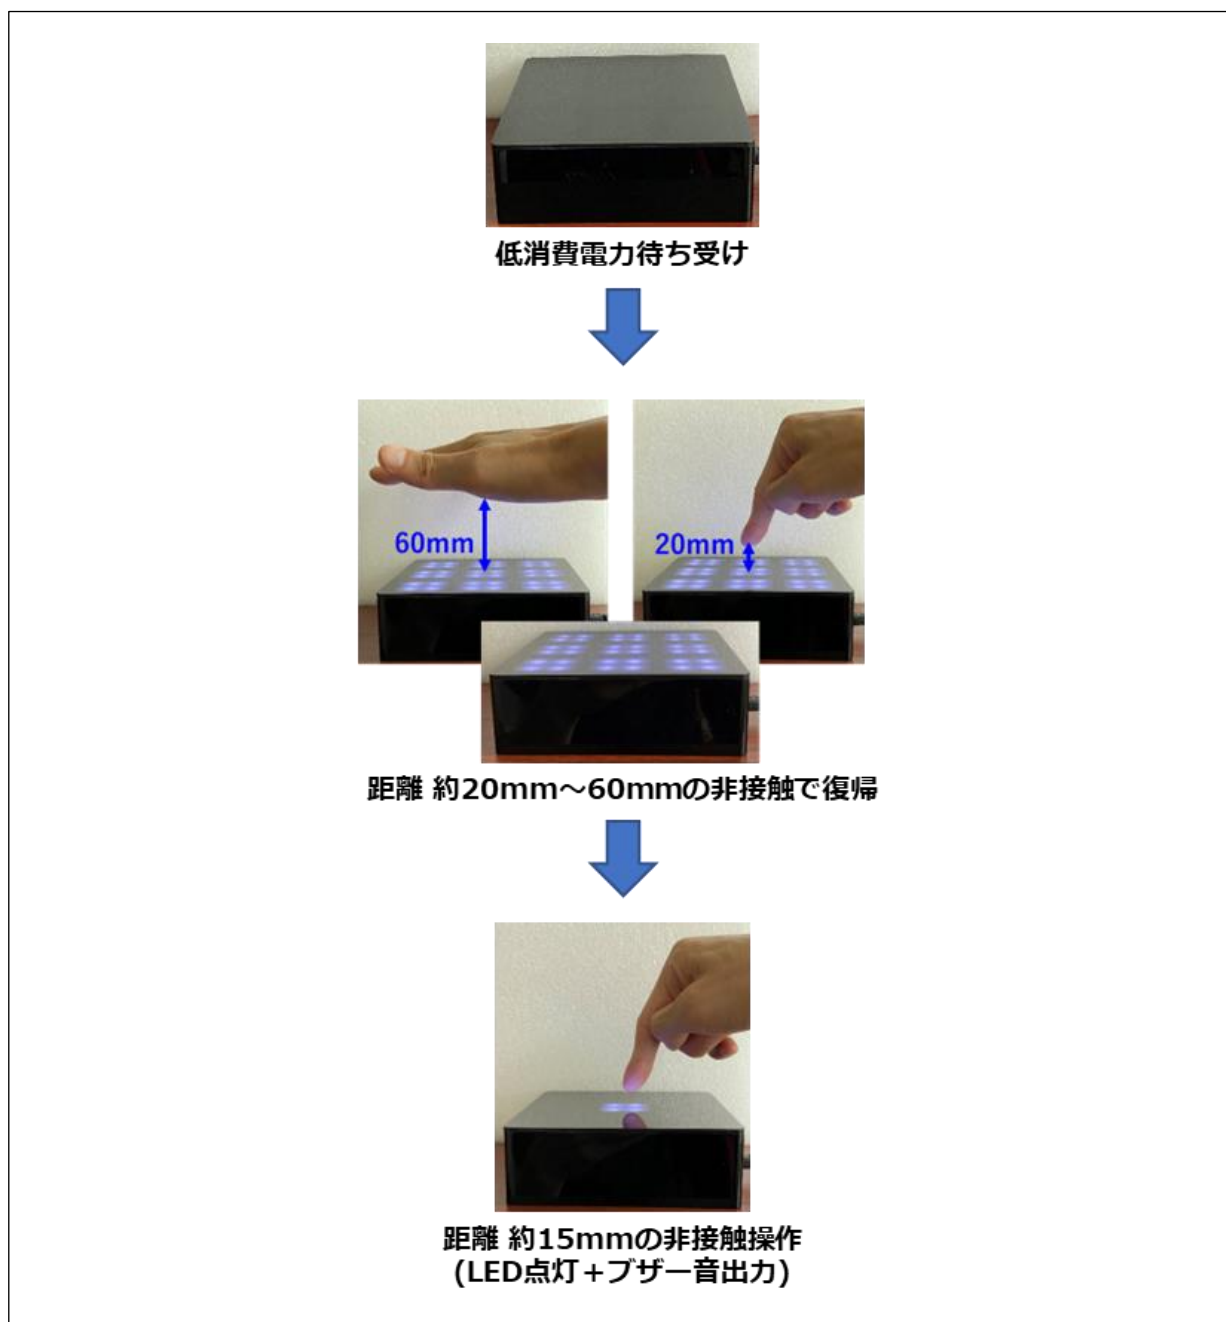 低消費電力待ち受け
60mm
20mm
距離 約20mm～60mmの非接触で復帰
距離 約15mmの非接触操作
(LED点灯＋ブザー音出力)